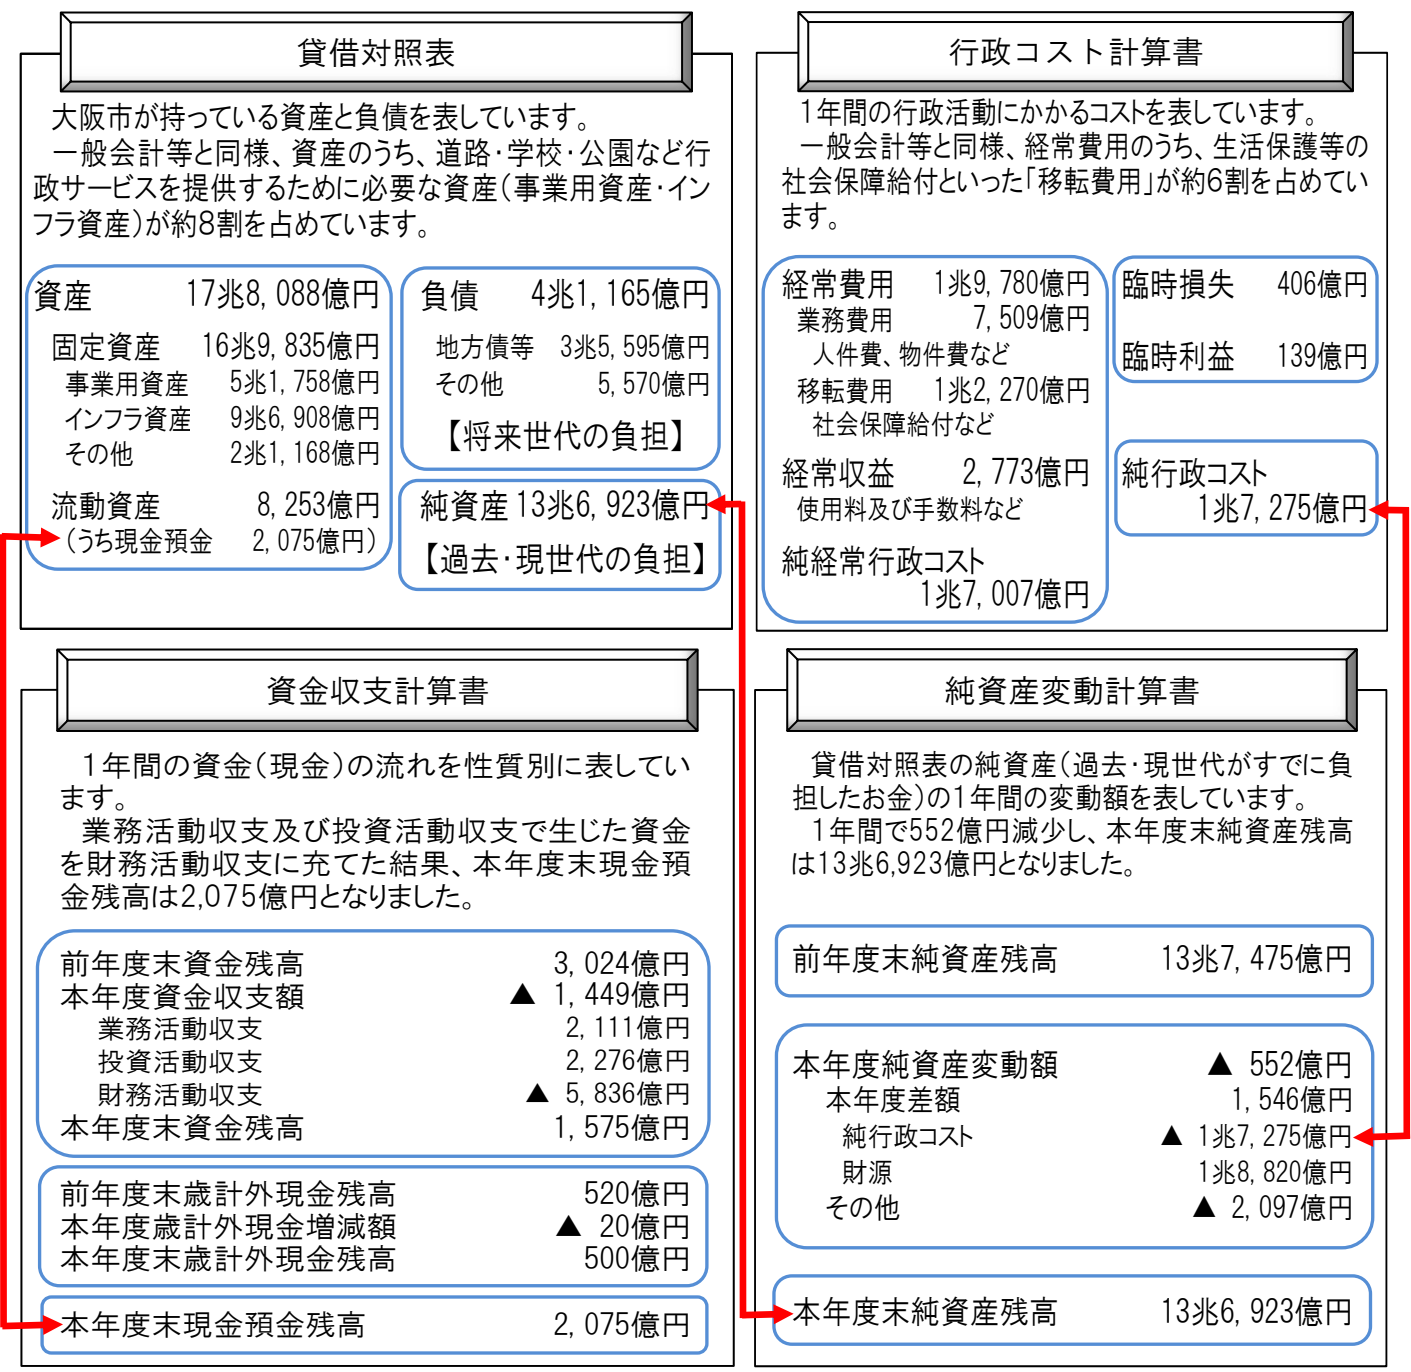 貸借対照表
大阪市が持っている資産と負債を表しています。
一般会計等と同様、資産のうち、道路・学校・公園など行
政サービスを提供するために必要な資産(事業用資産・イン
フラ資産)が約8割を占めています。
資産 17兆8,088億円
固定資産 16兆9,835億円
事業用資産 5兆1,758億円
インフラ資産 9兆6,908億円
その他 2兆1,168億円
流動資産 8,253億円
(うち現金預金 2,075億円)
負債 4兆1,165億円
地方債等 3兆5,595億円
その他 5,570億円
【将来世代の負担】
純資産 13兆6,923億円
【過去・現世代の負担】
行政コスト計算書
1年間の行政活動にかかるコストを表しています。
一般会計等と同様、経常費用のうち、生活保護等の
社会保障給付といった「移転費用」が約6割を占めてい
ます。
経常費用 1兆9,780億円
業務費用 7,509億円
人件費、物件費など
移転費用 1兆2,270億円
社会保障給付など
経常収益 2,773億円
使用料及び手数料など
純経常行政コスト
1兆7,007億円
臨時損失 406億円
臨時利益 139億円
純行政コスト
1兆7,275億円
資金収支計算書
1年間の資金(現金)の流れを性質別に表してい
ます。
業務活動収支及び投資活動収支で生じた資金
を財務活動収支に充てた結果、本年度末現金預
金残高は2,075億円となりました。
前年度末資金残高 3,024億円
本年度資金収支額 ▲ 1,449億円
業務活動収支 2,111億円
投資活動収支 2,276億円
財務活動収支 ▲ 5,836億円
本年度末資金残高 1,575億円
前年度末歳計外現金残高 520億円
本年度歳計外現金増減額 ▲ 20億円
本年度末歳計外現金残高 500億円
本年度末現金預金残高 2,075億円
純資産変動計算書
貸借対照表の純資産(過去・現世代がすでに負
担したお金)の1年間の変動額を表しています。
1年間で552億円減少し、本年度末純資産残高
は13兆6,923億円となりました。
前年度末純資産残高 13兆7,475億円
本年度純資産変動額 ▲ 552億円
本年度差額 1,546億円
純行政コスト ▲ 1兆7,275億円
財源 1兆8,820億円
その他 ▲ 2,097億円
本年度末純資産残高 13兆6,923億円